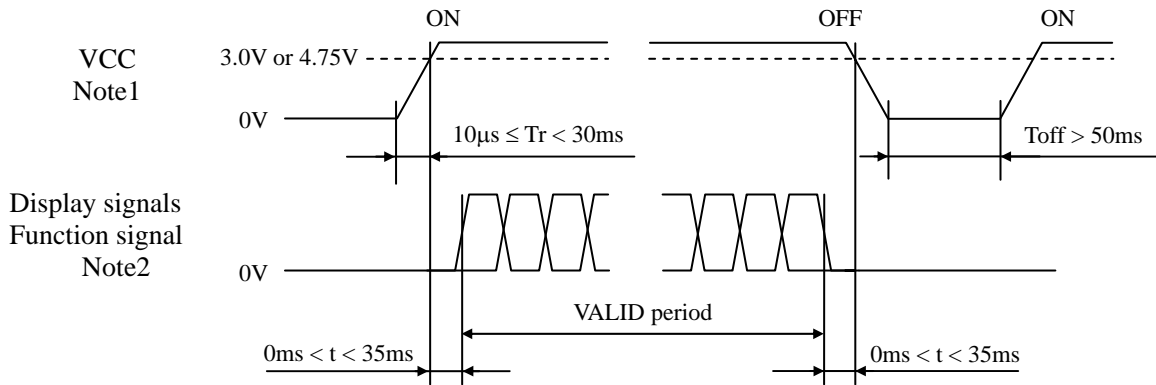 ON
OFF
ON
VCC
Note1
3.0V or 4.75V
0V
10μs ≤ Tr < 30ms
Toff > 50ms
Display signals
Function signal
Note2
0V
VALID period
0ms < t < 35ms
0ms < t < 35ms